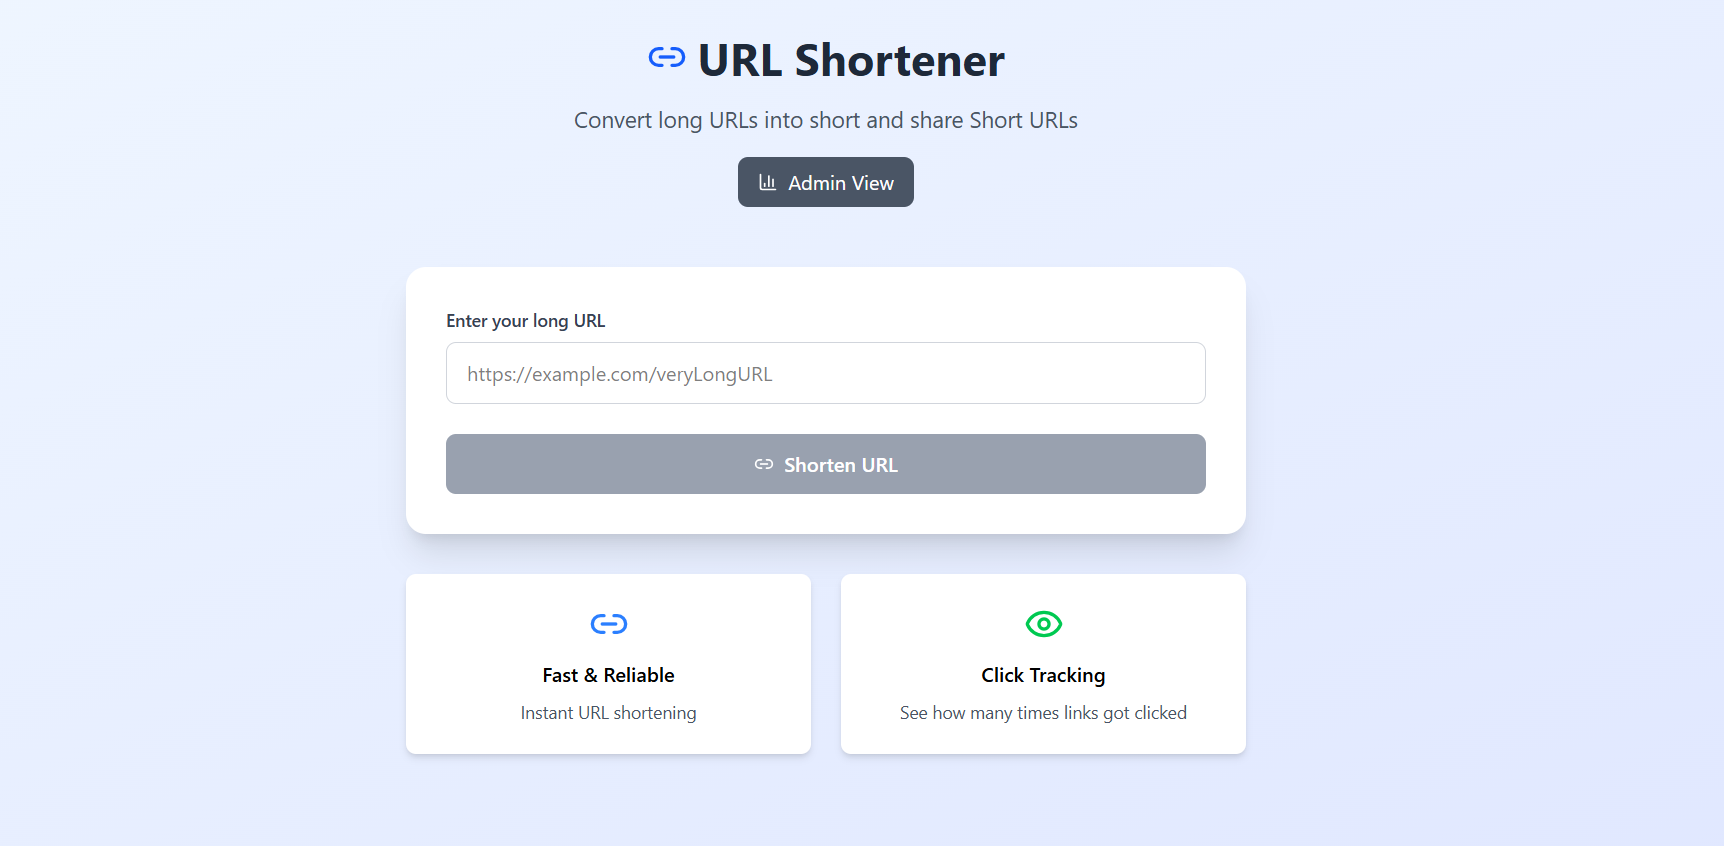 URL Shortener
Convert long URLs into short and share Short URLs
Admin View
Enter your long URL
https://example.com/veryLongURL
Shorten URL
Fast & Reliable
Instant URL shortening
Click Tracking
See how many times links got clicked